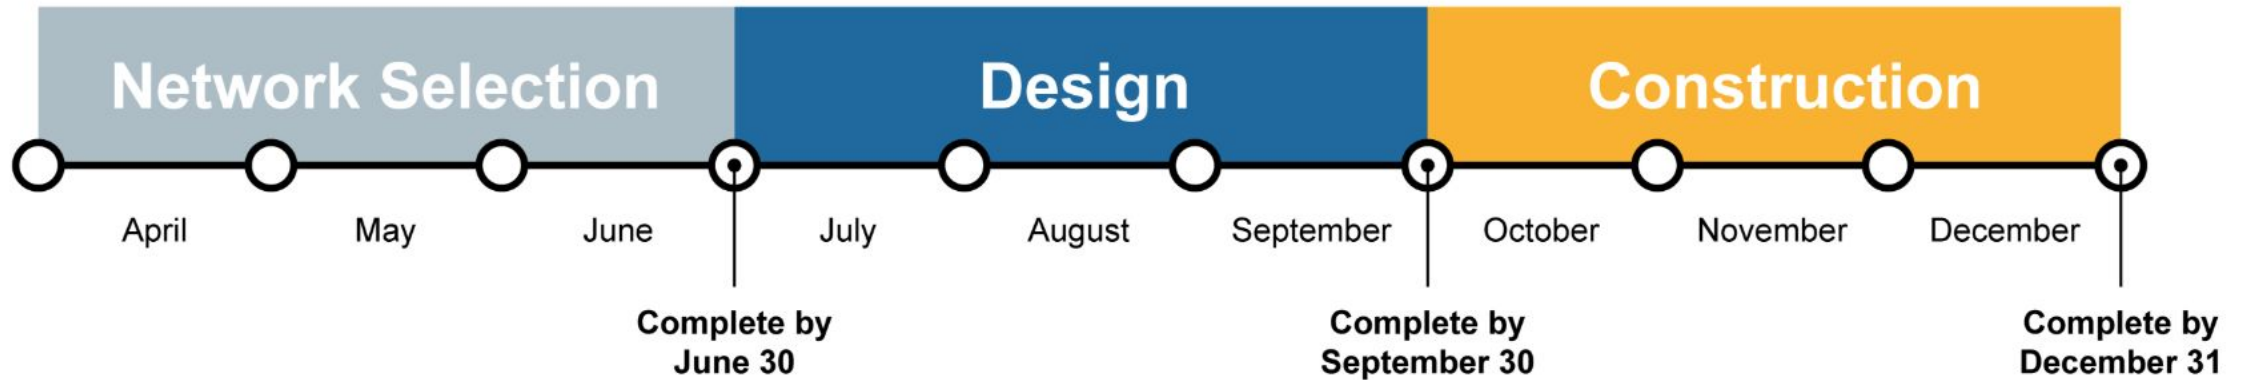 Network Selection
Design
Construction
April
May
June
July
August
September
October
November
December
Complete by
June 30
Complete by
September 30
Complete by
December 31